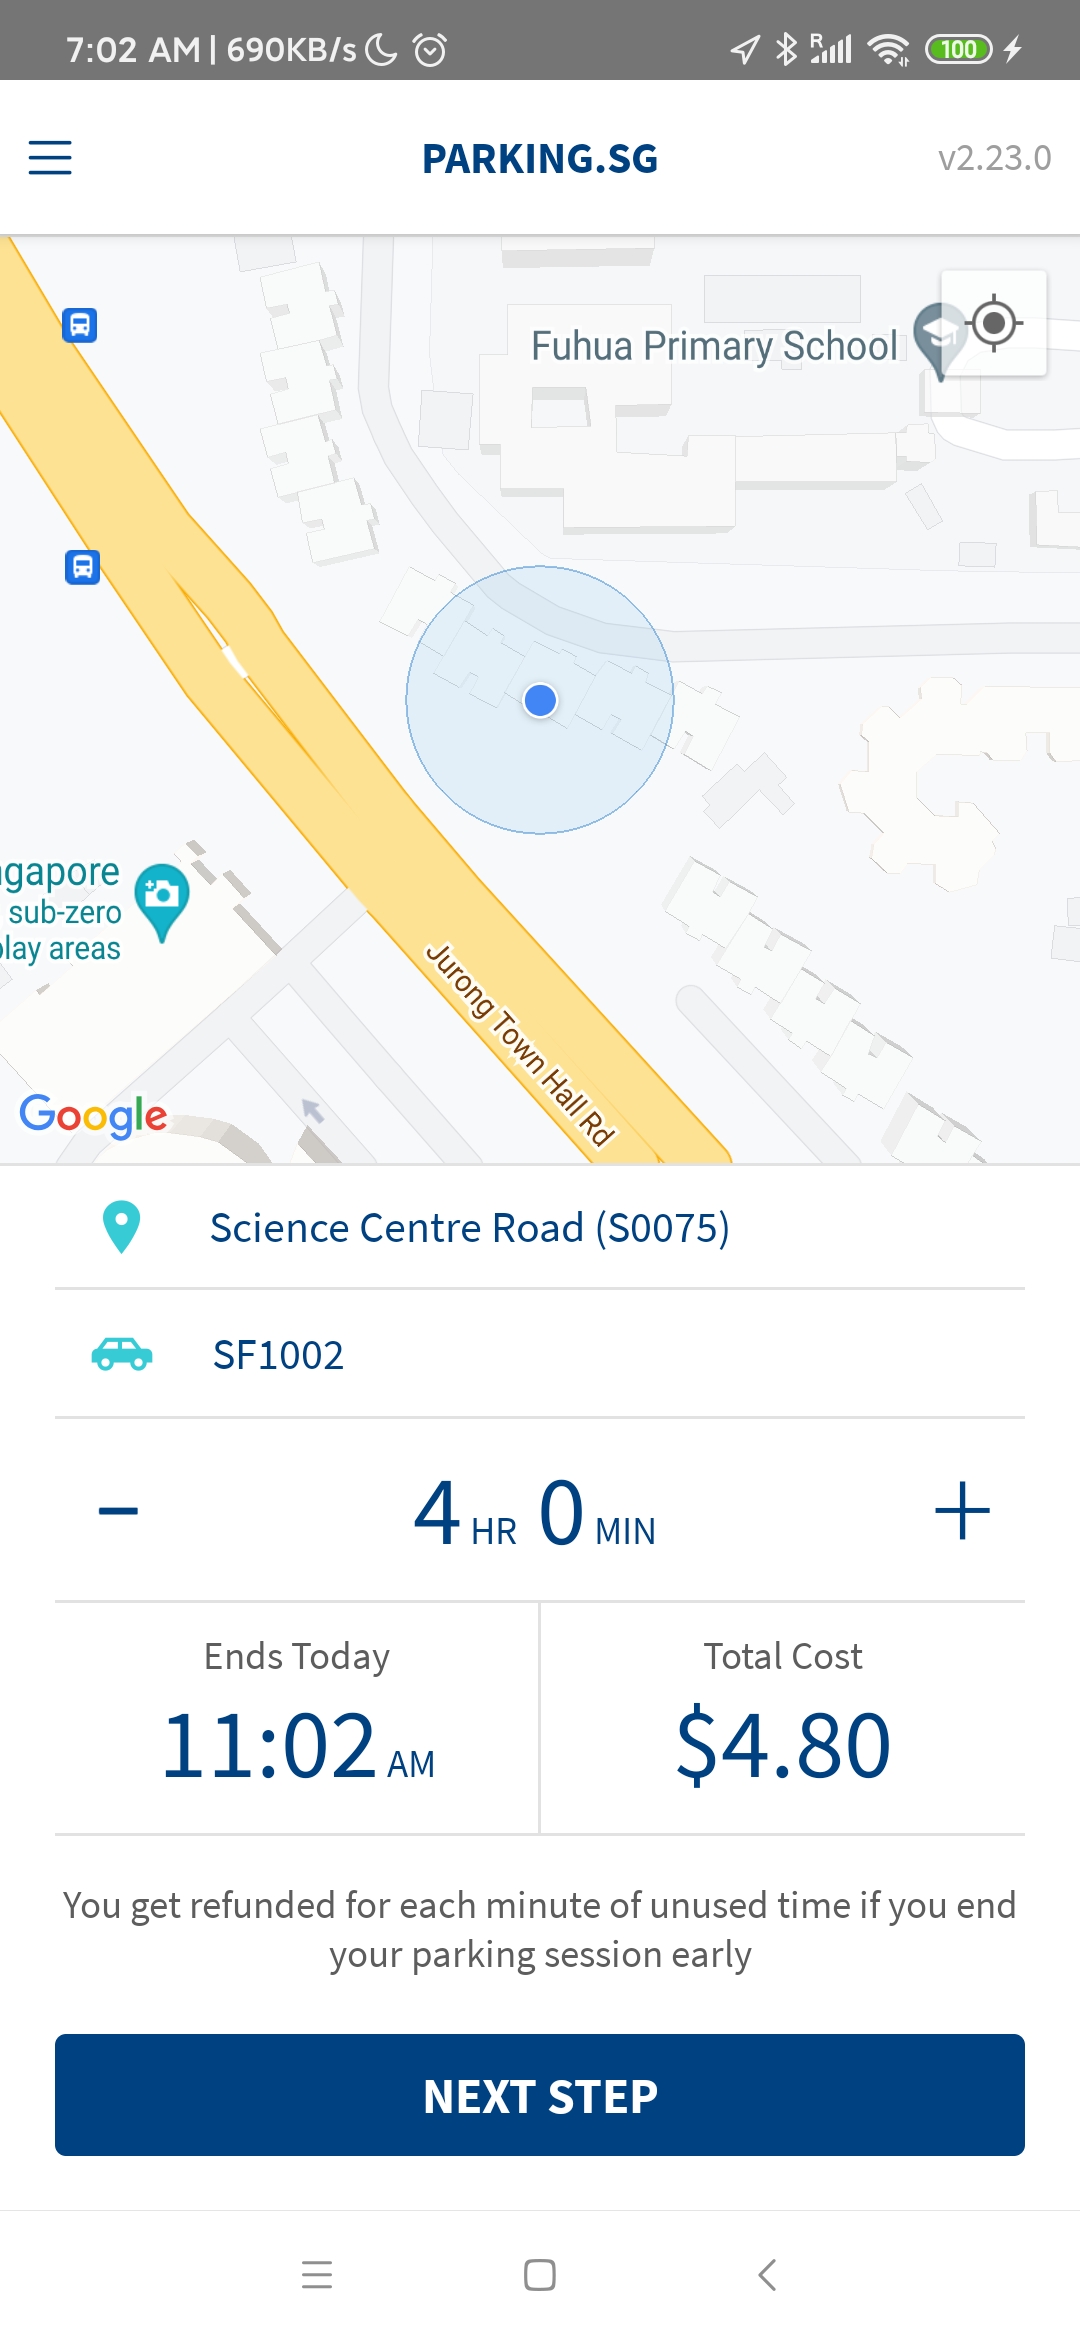 7:02 AM | 690KB/s
R
100
PARKING.SG
v2.23.0
Fuhua Primary School
ngapore
sub-zero
play areas
Jurong Town Hall Rd
Google
Science Centre Road (S0075)
SF1002
4 HR 0 MIN
Ends Today
11:02 AM
Total Cost
$4.80
You get refunded for each minute of unused time if you end
your parking session early
NEXT STEP